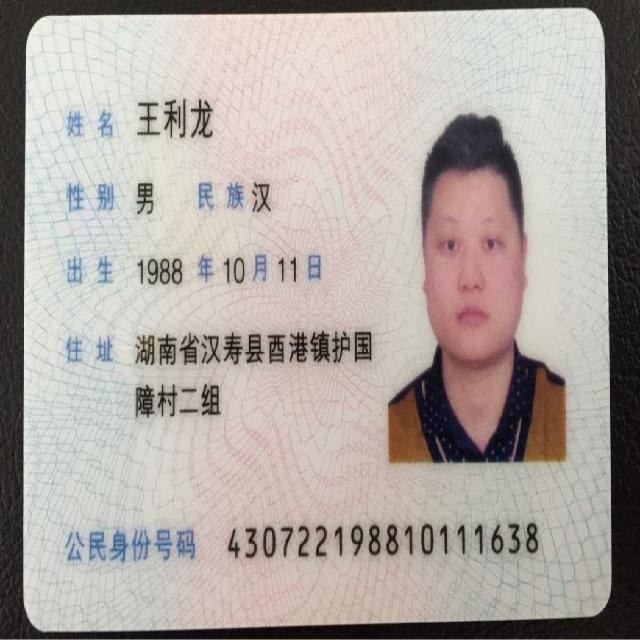 姓名 王利龙
性别 男 民族 汉
出生 1988 年 10 月 11 日
住址 湖南省汉寿县酉港镇护国
障村二组
公民身份号码 430722198810111638